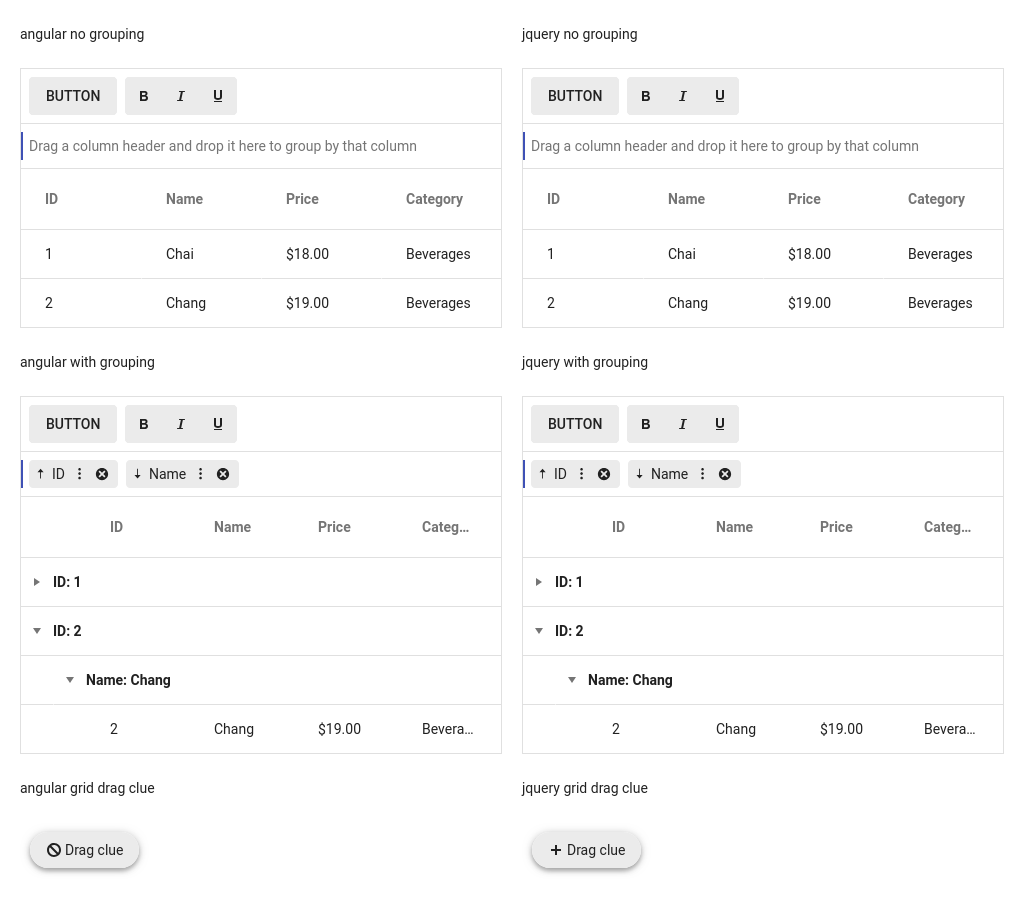 angular no grouping
jquery no grouping
BUTTON B I U
BUTTON B I U
Drag a column header and drop it here to group by that column
Drag a column header and drop it here to group by that column
ID Name Price Category
ID Name Price Category
1 Chai $18.00 Beverages
1 Chai $18.00 Beverages
2 Chang $19.00 Beverages
2 Chang $19.00 Beverages
angular with grouping
jquery with grouping
BUTTON B I U
BUTTON B I U
↑ ID ↓ Name
↑ ID ↓ Name
ID Name Price Categ...
ID Name Price Categ...
ID: 1
ID: 1
ID: 2
ID: 2
Name: Chang
Name: Chang
2 Chang $19.00 Bevera...
2 Chang $19.00 Bevera...
angular grid drag clue
jquery grid drag clue
Drag clue
Drag clue